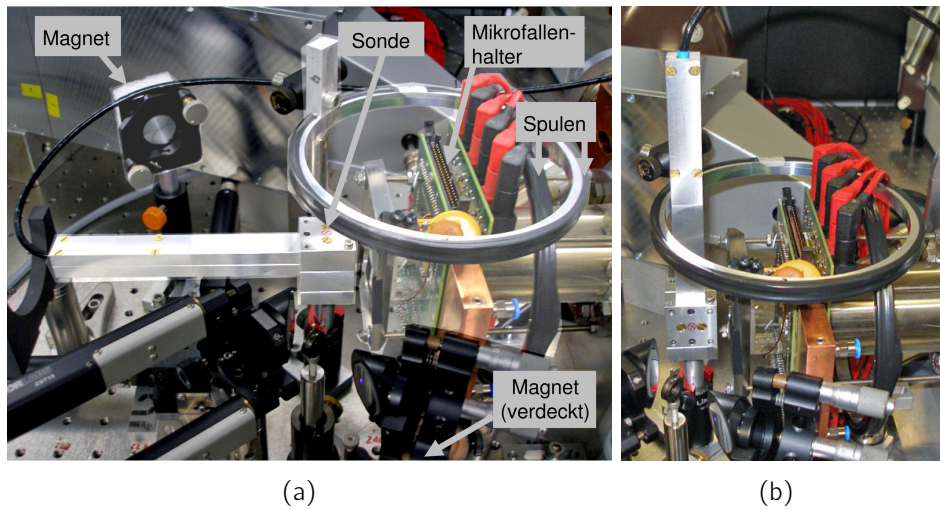 Magnet
Sonde
Mikrofallen-
halter
Spulen
Magnet
(verdeckt)
(a)
(b)